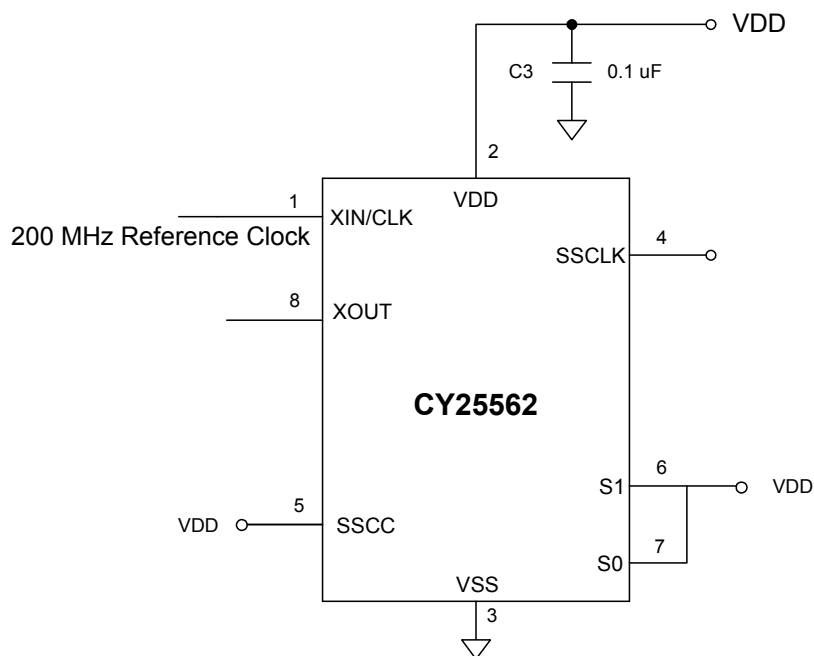 VDD
C3 0.1 uF
2
VDD
1
XIN/CLK
200 MHz Reference Clock
4
SSCLK
8
XOUT
CY25562
6
S1
VDD
5
VDD
SSCC
7
S0
VSS
3